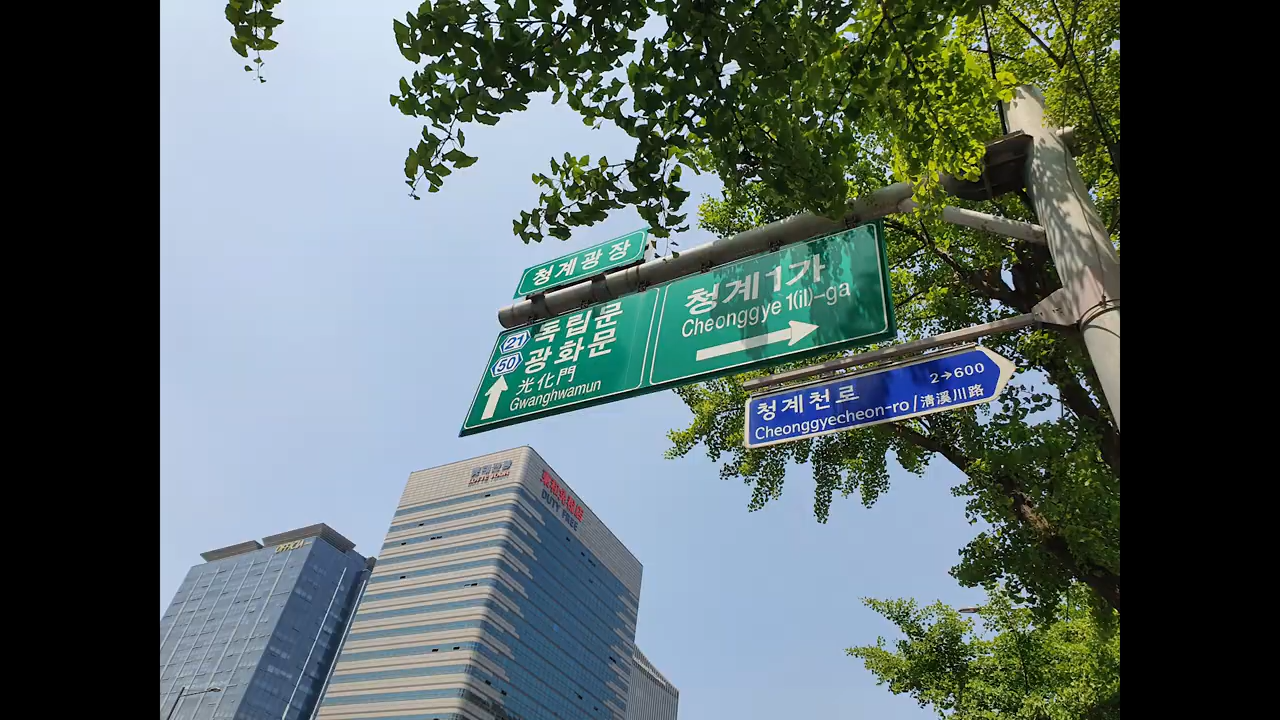 청계광장
독립문
21
광화문
50
光化門
Gwanghwamun
청계1가
Cheonggye 1(il)-ga
2→600
청계천로
Cheonggyecheon-ro/清溪川路
OFFICIA
DUTY FREE